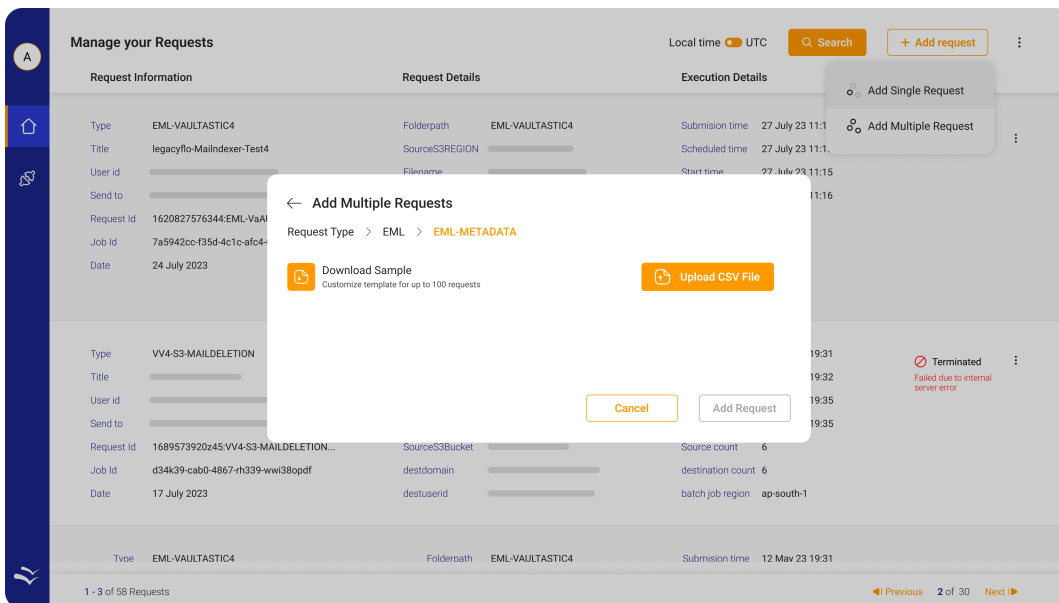 A
Manage your Requests
Local time UTC
Search
+ Add request
Request Information
Request Details
Execution Details
Add Single Request
Add Multiple Request
Type EML-VAULTASTIC4
Folderpath EML-VAULTASTIC4
Submision time 27 July 23 11:1
Title legacyflo-Mailndexer-Test4
SourceS3REGION
Scheduled time 27 July 23 11:1
User id
Filename
Start time 27 July 23 11:15
Send to
11:16
Request Id 1620827576344:EML-VaAU
Job Id 7a5942cc-f35d-4c1c-afc4-
Date 24 July 2023
Add Multiple Requests
Request Type > EML > EML-METADATA
Download Sample
Customize template for up to 100 requests
Upload CSV File
Cancel
Add Request
Type VV4-S3-MAILDELETION
19:31
Terminated
Title
19:32
Failed due to internal
server error
User id
19:35
Send to
19:35
Request Id 1689573920z45:VV4-S3-MAILDELETION...
SourceS3Bucket
Source count 6
Job Id d34k39-cab0-4867-rh339-wwi38opdf
destdomain
destination count 6
Date 17 July 2023
destuserid
batch job region ap-south-1
Type EML-VAULTASTIC4
Folderpath EML-VAULTASTIC4
Submision time 12 May 23 19:31
1 - 3 of 58 Requests
Previous 2 of 30 Next